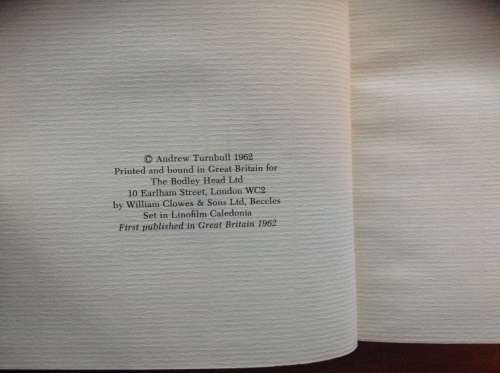 © Andrew Turnbull 1962
Printed and bound in Great Britain for
The Bodley Head Ltd
10 Earlham Street, London WC2
by William Clowes & Sons Ltd, Beccles
Set in Linofilm Caledonia
First published in Great Britain 1962